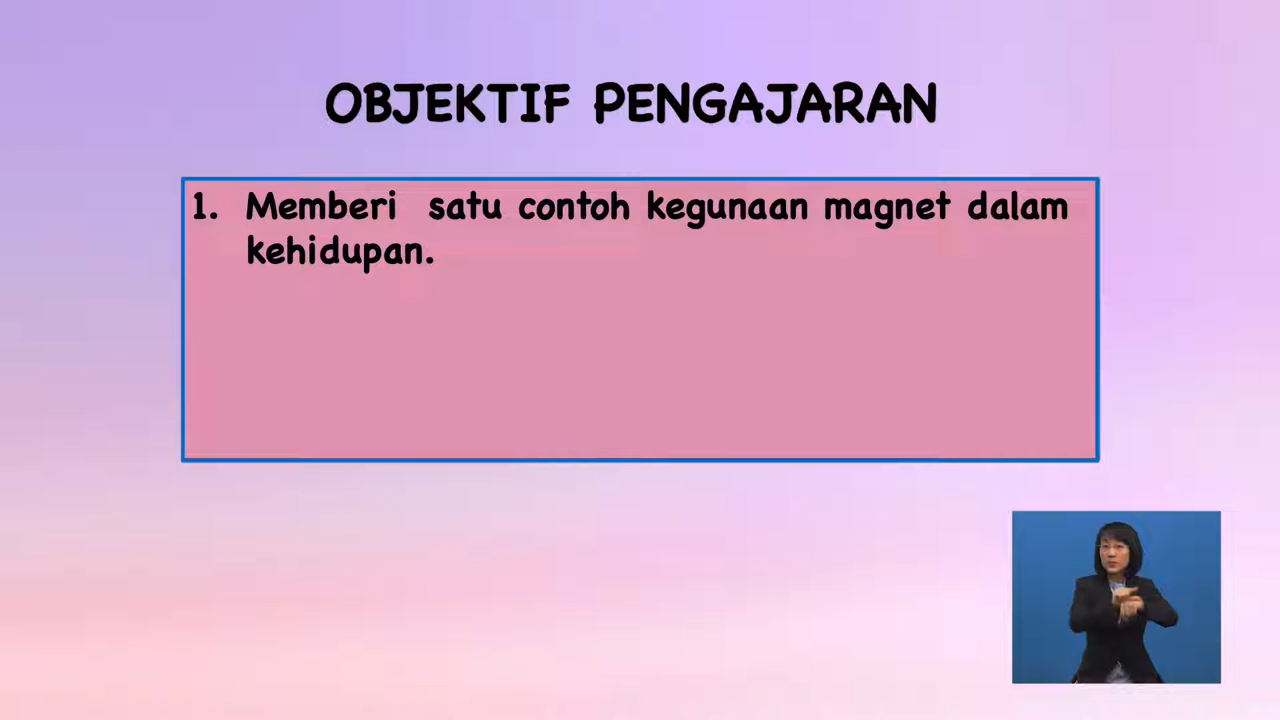 OBJEKTIF PENGAJARAN
1. Memberi satu contoh kegunaan magnet dalam
kehidupan.